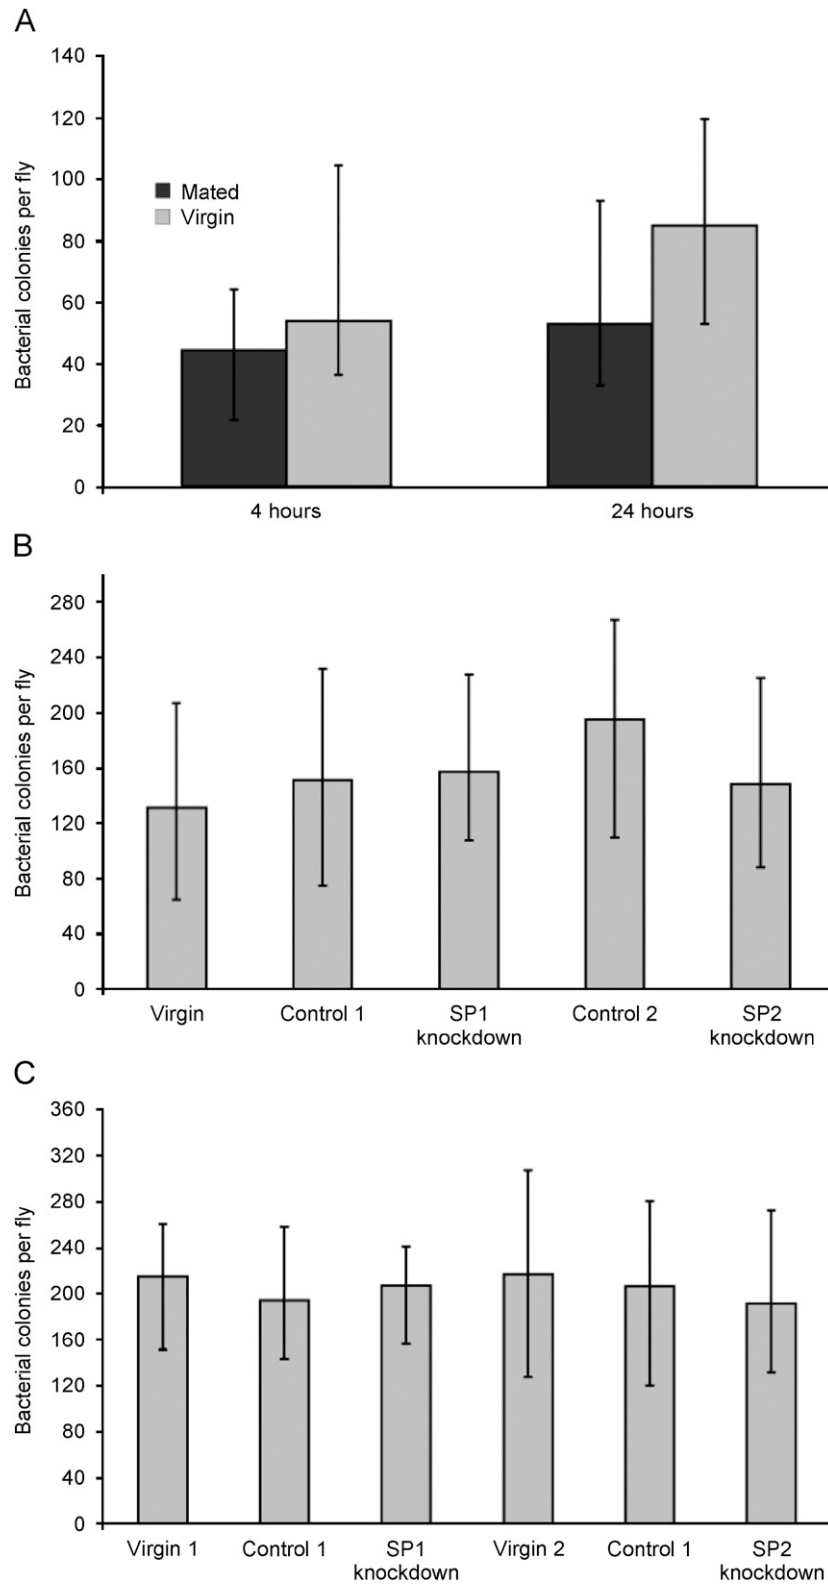 A
140
120
100
80
60
40
20
0
Bacterial colonies per fly
Mated
Virgin
4 hours
24 hours
B
280
240
200
160
120
80
40
0
Bacterial colonies per fly
Virgin
Control 1
SP1
knockdown
Control 2
SP2
knockdown
C
360
320
280
240
200
160
120
80
40
0
Bacterial colonies per fly
Virgin 1
Control 1
SP1
knockdown
Virgin 2
Control 1
SP2
knockdown